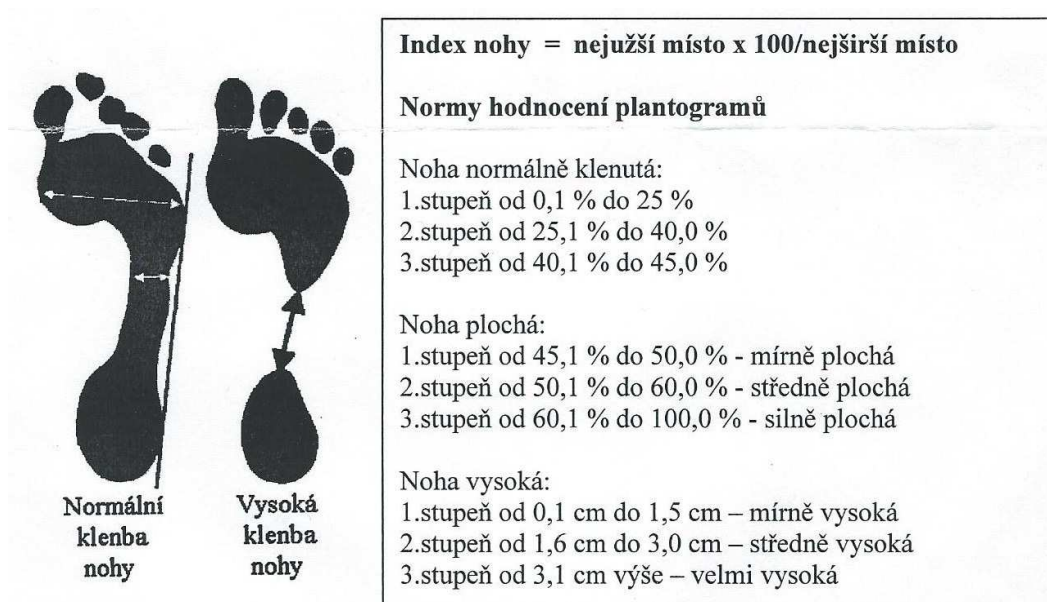 Index nohy = nejužší místo x 100/nejširší místo
Normy hodnocení plantogramů
Noha normálně klenutá:
1.stupeň od 0,1 % do 25 %
2.stupeň od 25,1 % do 40,0 %
3.stupeň od 40,1 % do 45,0 %
Noha plochá:
1.stupeň od 45,1 % do 50,0 % - mírně plochá
2.stupeň od 50,1 % do 60,0 % - středně plochá
3.stupeň od 60,1 % do 100,0 % - silně plochá
Noha vysoká:
1.stupeň od 0,1 cm do 1,5 cm – mírně vysoká
2.stupeň od 1,6 cm do 3,0 cm – středně vysoká
3.stupeň od 3,1 cm výše – velmi vysoká
Normální
klenba
nohy
Vysoká
klenba
nohy